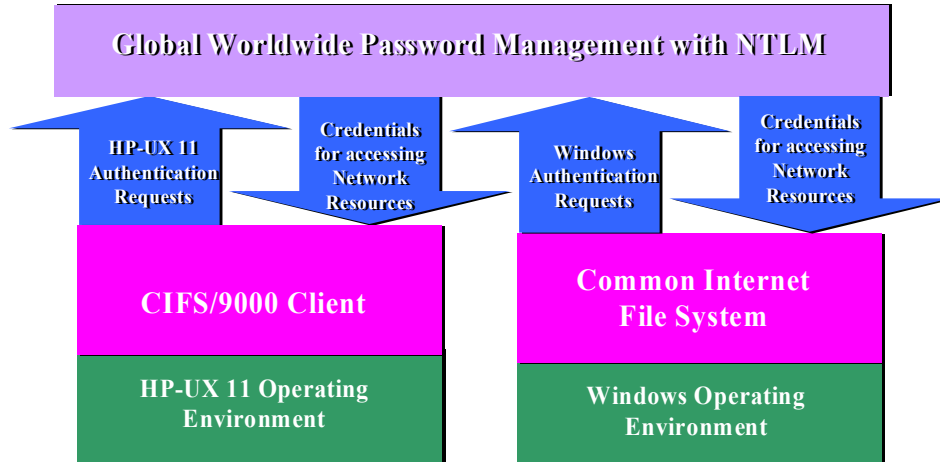 Global Worldwide Password Management with NTLM
HP-UX 11
Authentication
Requests
Credentials
for accessing
Network
Resources
Windows
Authentication
Requests
Credentials
for accessing
Network
Resources
CIFS/9000 Client
Common Internet
File System
HP-UX 11 Operating
Environment
Windows Operating
Environment